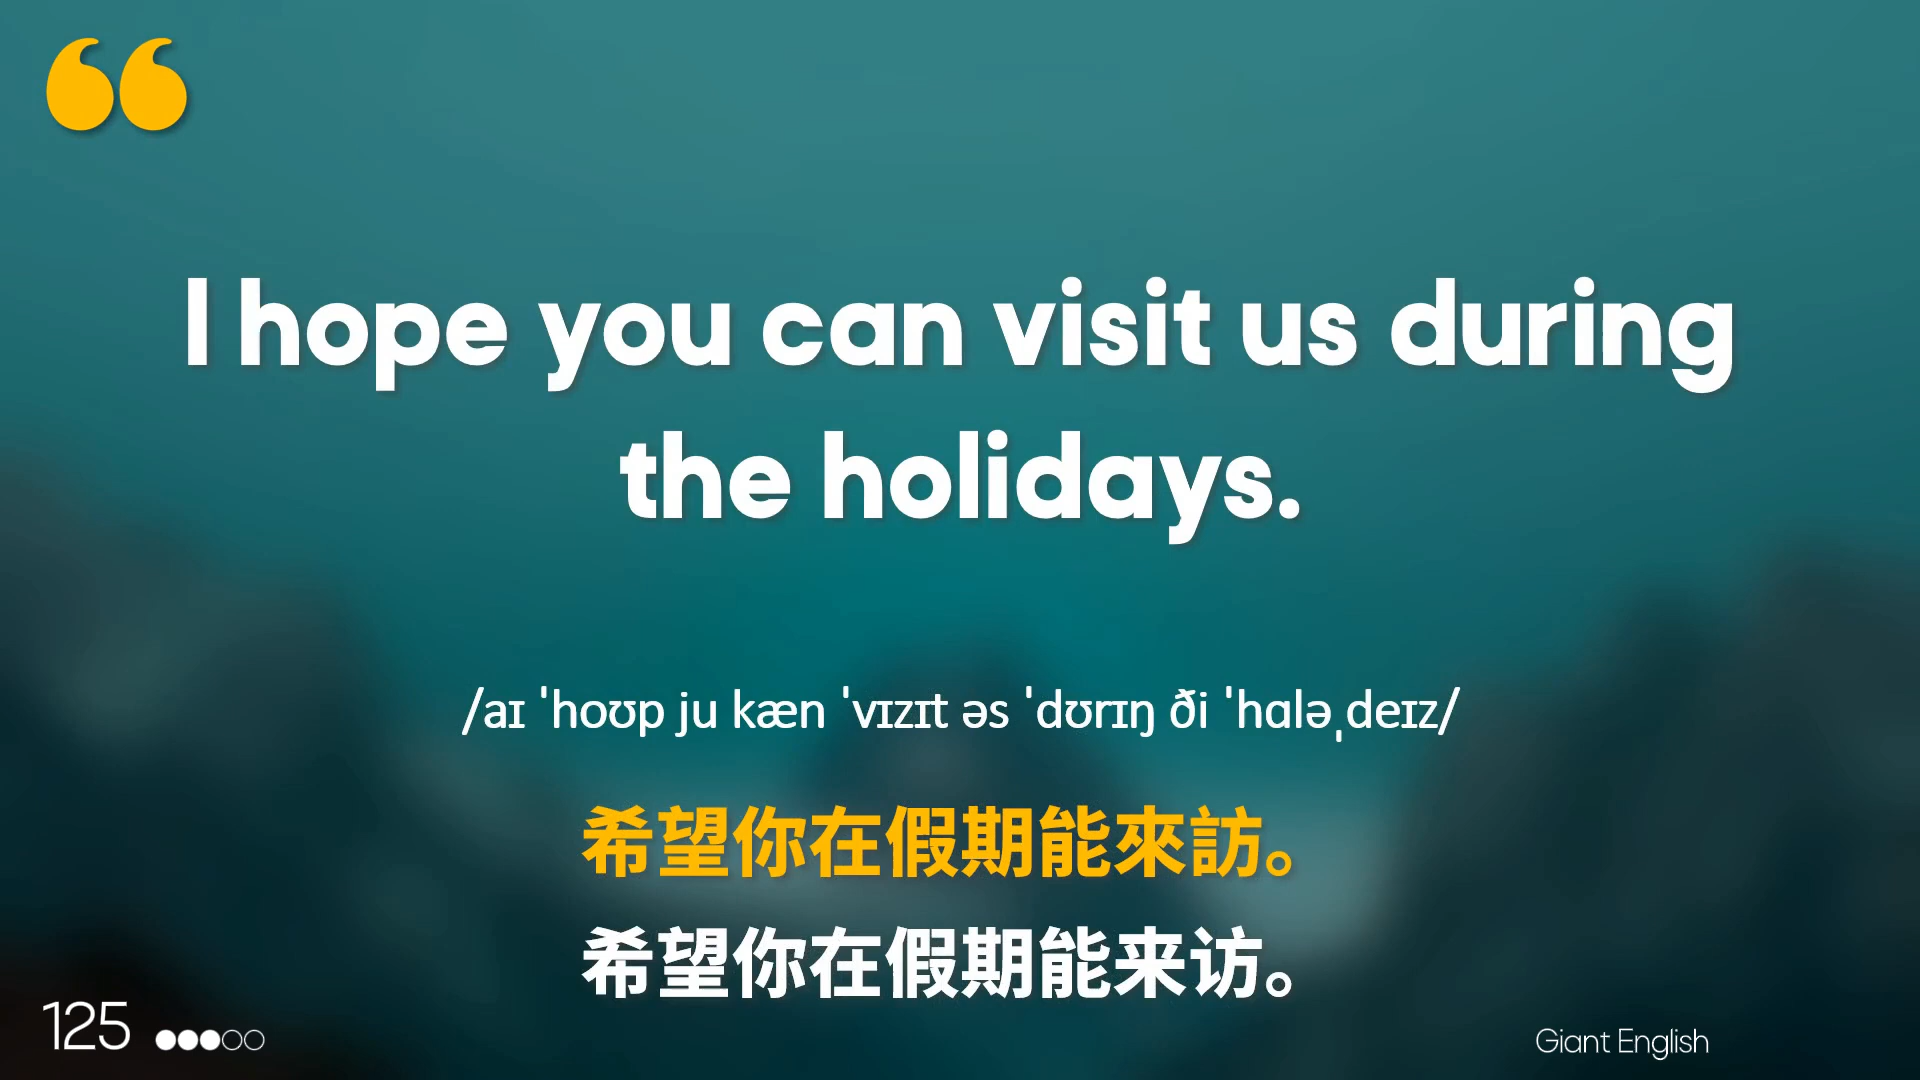 “
I hope you can visit us during
the holidays.
/aɪ ˈhoʊp ju kæn ˈvɪzɪt əs ˈdʊrɪŋ ði ˈhɑləˌdeɪz/
希望你在假期能來訪。
希望你在假期能来访。
125
Giant English